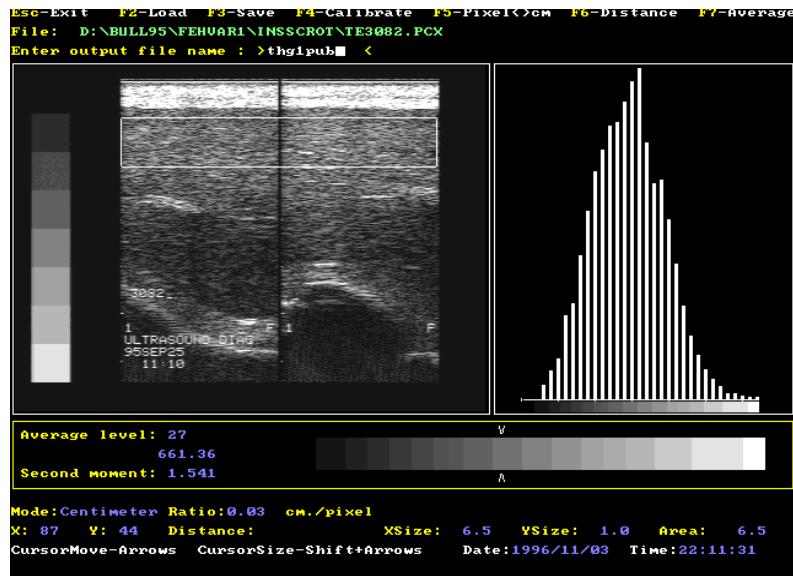 Esc-Exit F2-Load F3-Save F4-Calibrate F5-Pixel<>cm F6-Distance F7-Average
File: D:\BULL95\FEHVAR1\INSSCROT\TE3082.PCX
Enter output file name : >thg1pub <
3082_
1 F 1 F
ULTRASOUND DIAG
95SEP25
11:10
Average level: 27
661.36
Second moment: 1.541
Mode:Centimeter Ratio:0.03 cm./pixel
X: 87 Y: 44 Distance: XSize: 6.5 YSize: 1.0 Area: 6.5
CursorMove-Arrows CursorSize-Shift+Arrows Date:1996/11/03 Time:22:11:31